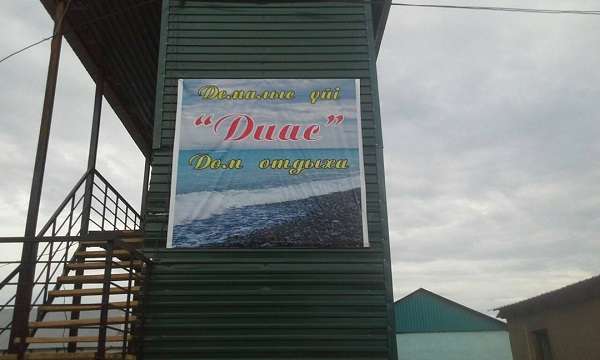 Демалыс үйі
“Диас”
Дом отдыха